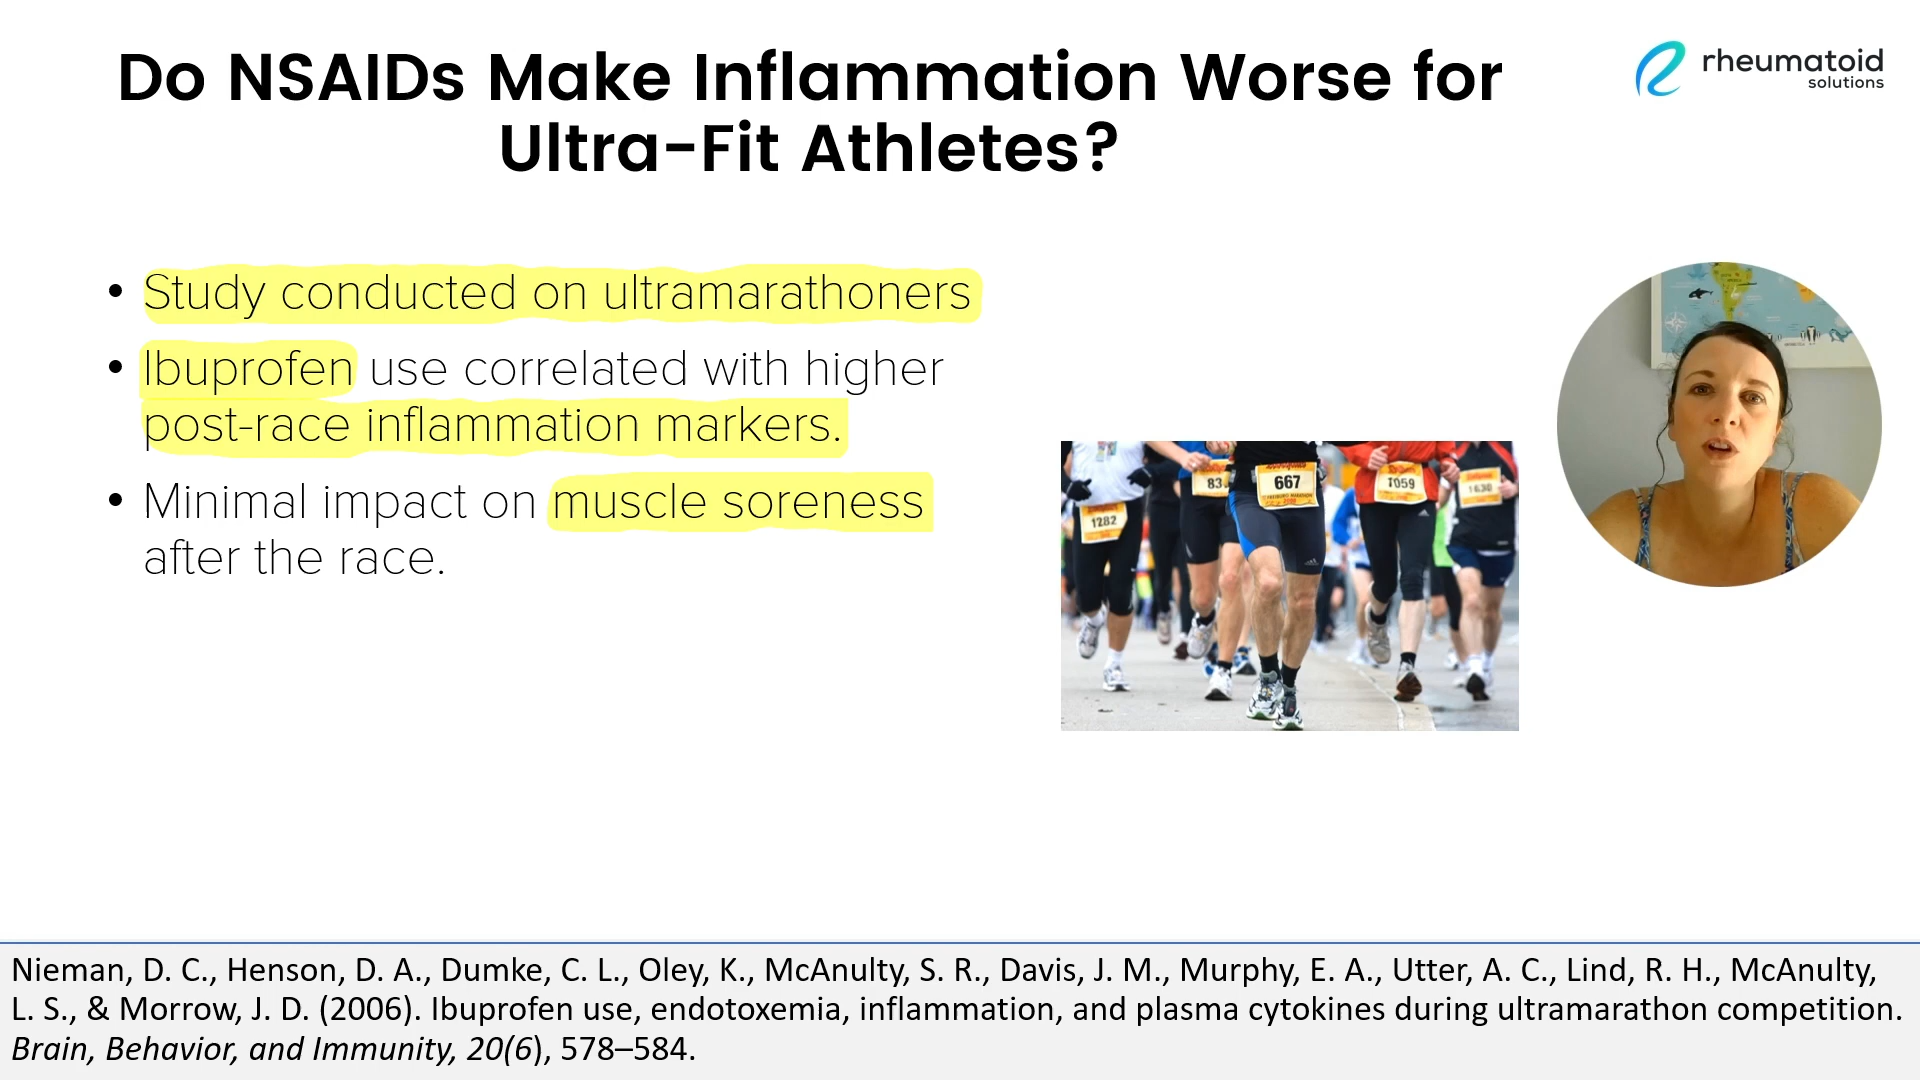 Do NSAIDs Make Inflammation Worse for
Ultra-Fit Athletes?
rheumatoid
solutions
• Study conducted on ultramarathoners
• Ibuprofen use correlated with higher
post-race inflammation markers.
• Minimal impact on muscle soreness
after the race.
1282
83
667
1059
1630
Nieman, D. C., Henson, D. A., Dumke, C. L., Oley, K., McAnulty, S. R., Davis, J. M., Murphy, E. A., Utter, A. C., Lind, R. H., McAnulty,
L. S., & Morrow, J. D. (2006). Ibuprofen use, endotoxemia, inflammation, and plasma cytokines during ultramarathon competition.
Brain, Behavior, and Immunity, 20(6), 578–584.